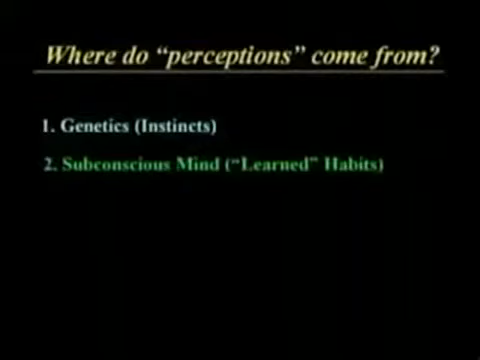 Where do “perceptions” come from?
1. Genetics (Instincts)
2. Subconscious Mind (“Learned” Habits)